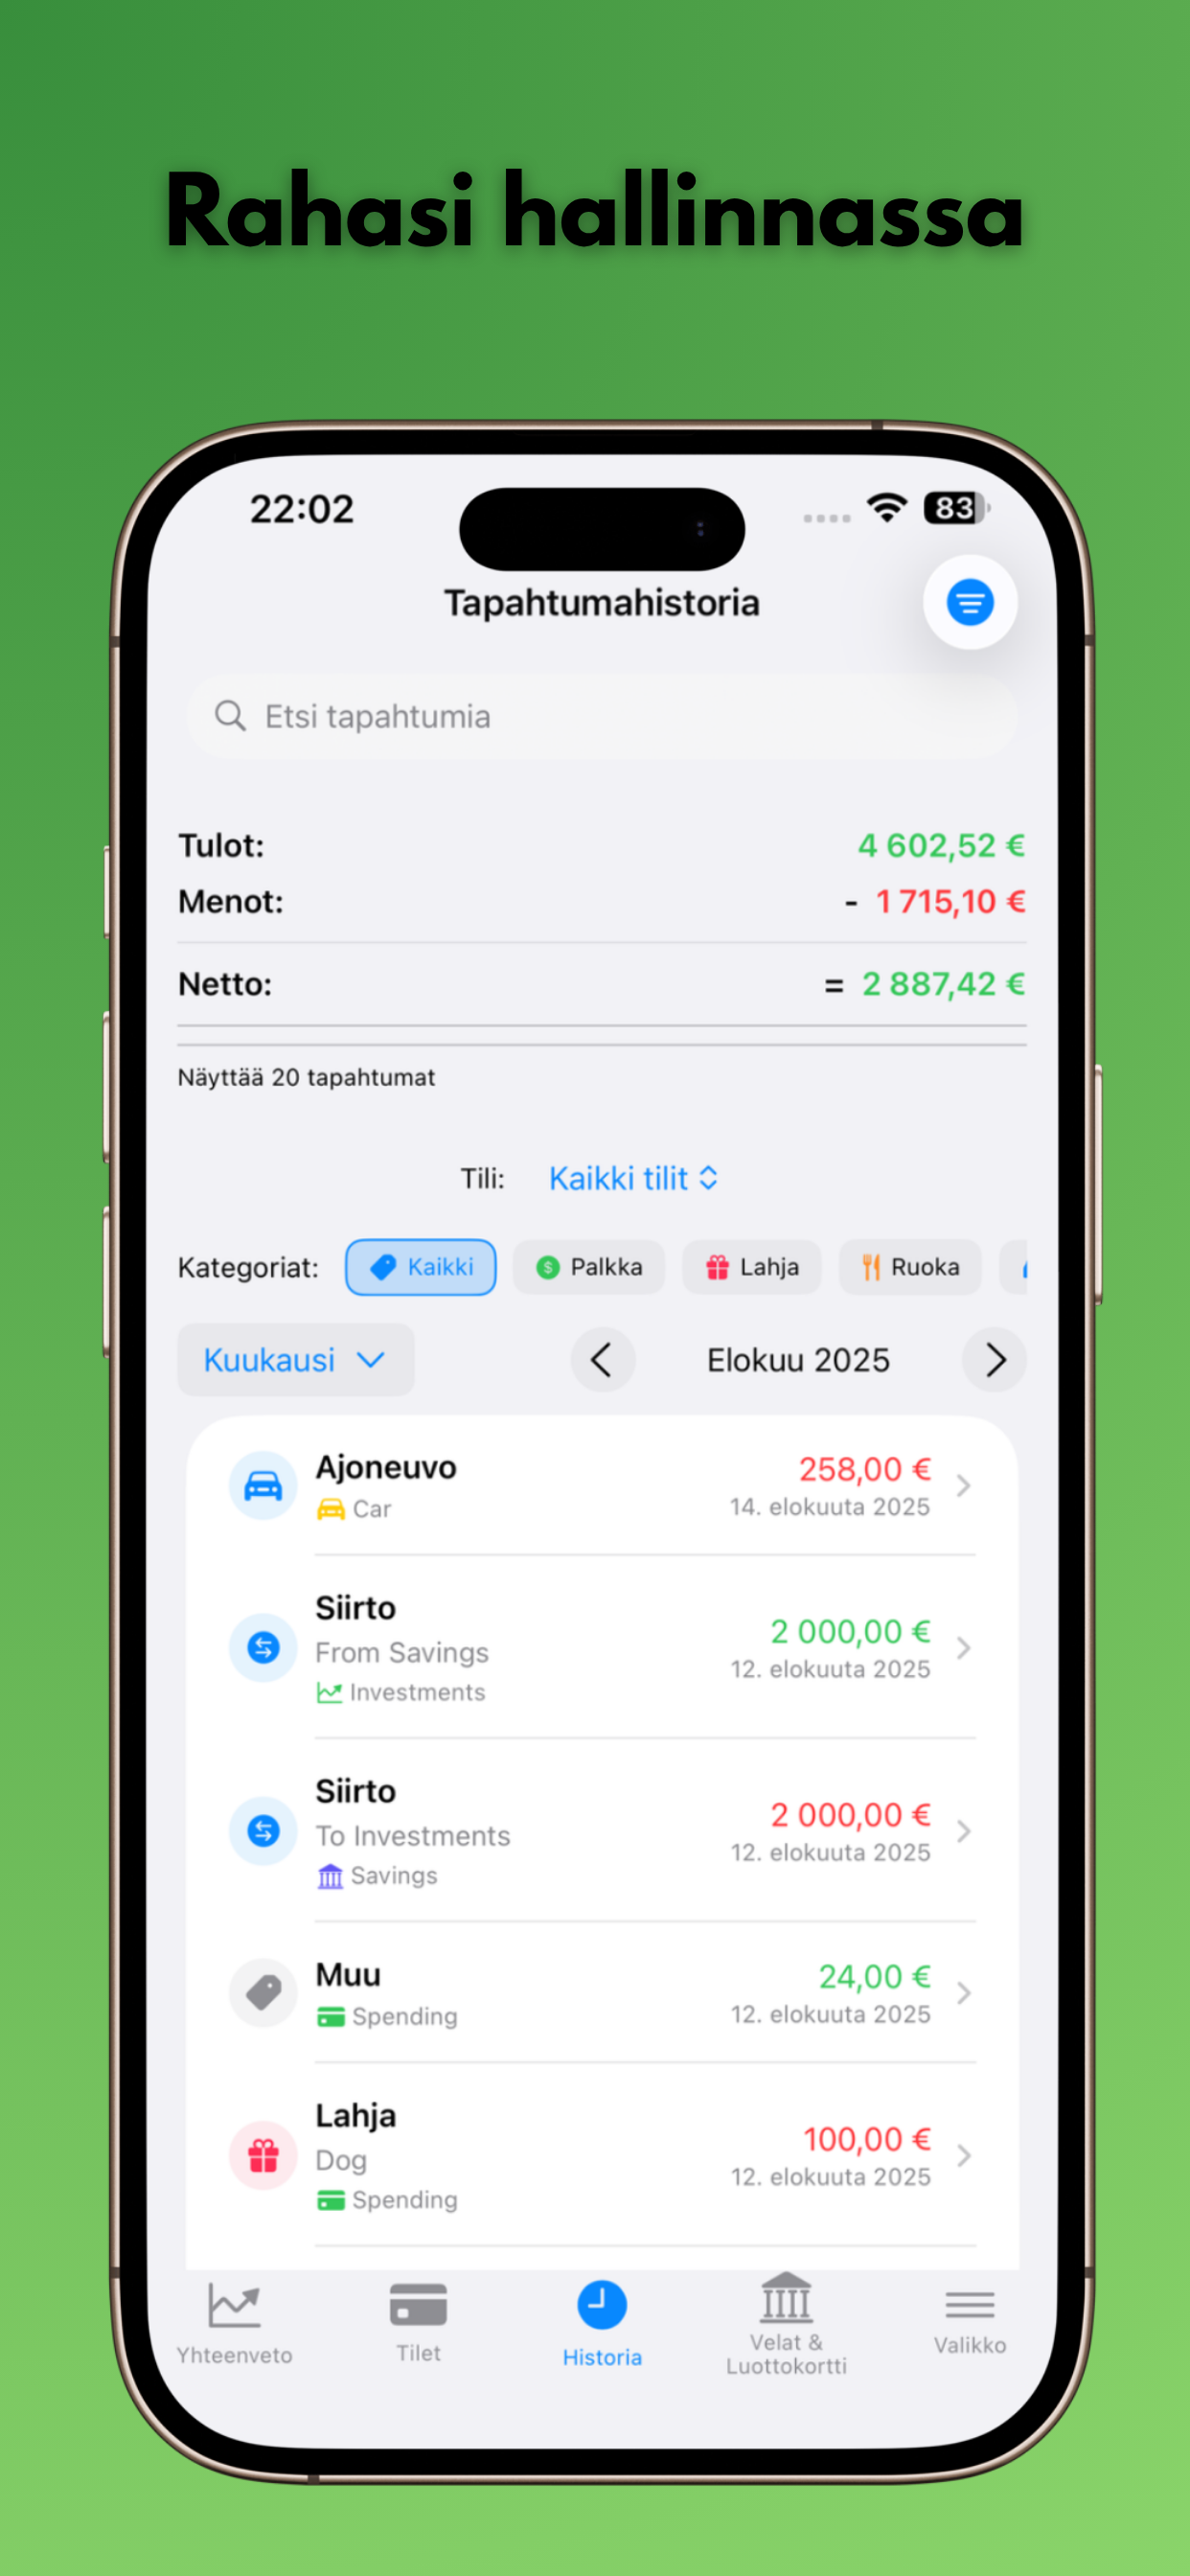 Rahasi hallinnassa
22:02
83
Tapahtumahistoria
Etsi tapahtumia
Tulot: 4 602,52 €
Menot: - 1 715,10 €
Netto: = 2 887,42 €
Näyttää 20 tapahtumat
Tili: Kaikki tilit
Kategoriat: Kaikki Palkka Lahja Ruoka
Kuukausi Elokuu 2025
Ajoneuvo 258,00 €
Car 14. elokuuta 2025
Siirto
From Savings 2 000,00 €
Investments 12. elokuuta 2025
Siirto
To Investments 2 000,00 €
Savings 12. elokuuta 2025
Muu 24,00 €
Spending 12. elokuuta 2025
Lahja
Dog 100,00 €
Spending 12. elokuuta 2025
Yhteenveto
Tilet
Historia
Velat &
Luottokortti
Valikko